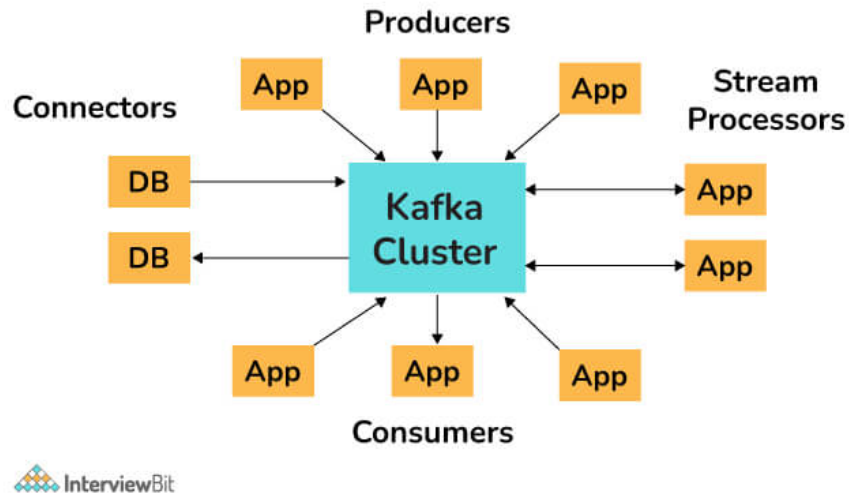 Producers
Connectors
Stream
Processors
App
App
App
DB
DB
Kafka
Cluster
App
App
App
App
App
Consumers
InterviewBit